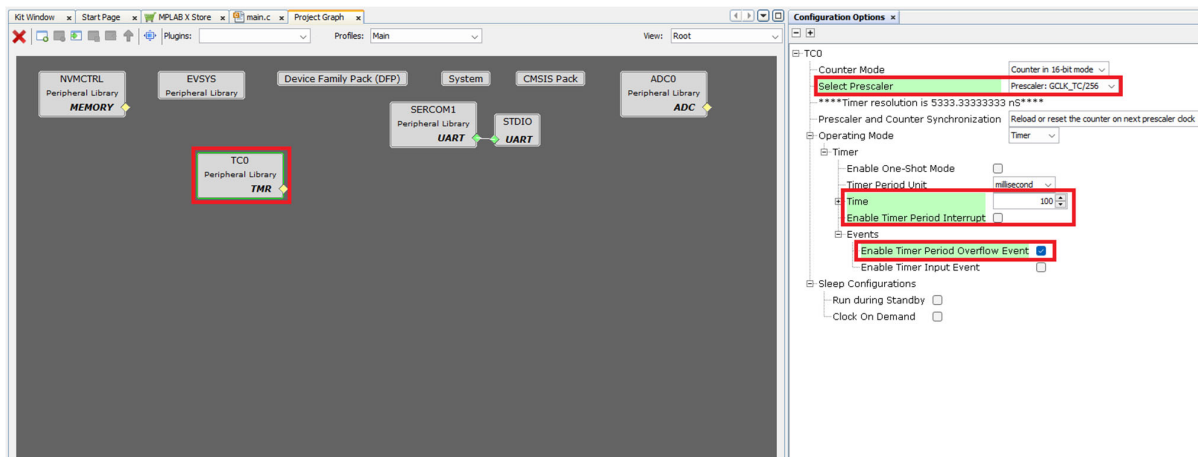 Kit Window x Start Page x MPLAB X Store x main.c x Project Graph x
Plugins: Profiles: Main View: Root
NVMCTRL
Peripheral Library
MEMORY
EVSYS
Peripheral Library
Device Family Pack (DFP)
System
CMSIS Pack
ADC0
Peripheral Library
ADC
SERCOM1
Peripheral Library
UART
STDIO
UART
TC0
Peripheral Library
TMR
Configuration Options x
TC0
Counter Mode Counter in 16-bit mode
Select Prescaler Prescaler: GCLK_TC/256
****Timer resolution is 5333.33333333 nS****
Prescaler and Counter Synchronization Reload or reset the counter on next prescaler clock
Operating Mode Timer
Timer
Enable One-Shot Mode
Timer Period Unit millisecond
Time 100
Enable Timer Period Interrupt
Events
Enable Timer Period Overflow Event
Enable Timer Input Event
Sleep Configurations
Run during Standby
Clock On Demand